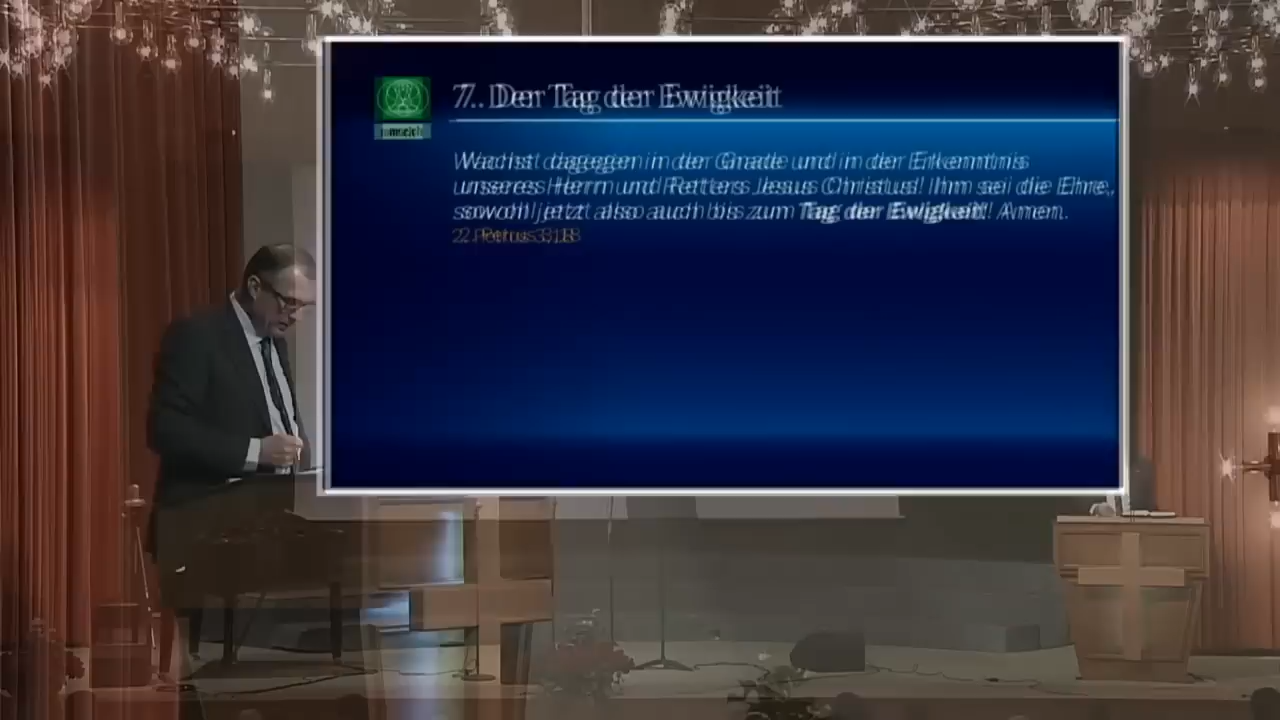 7. Der Tag der Ewigkeit
Wachst dagegen in der Gnade und in der Erkenntnis
unseres Herrn und Retters Jesus Christus! Ihm sei die Ehre,
sowohl jetzt also auch bis zum Tag der Ewigkeit! Amen.
2. Petrus 3,18